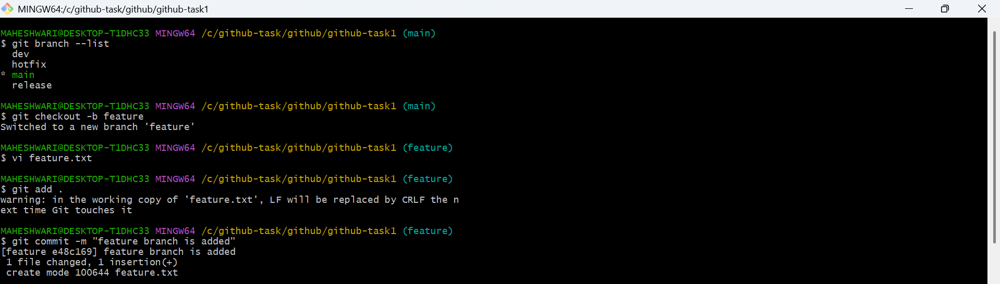 MINGW64:/c/github-task/github/github-task1
MAHESHWARI@DESKTOP-T1DHC33 MINGW64 /c/github-task/github/github-task1 (main)
$ git branch --list
  dev
  hotfix
* main
  release
MAHESHWARI@DESKTOP-T1DHC33 MINGW64 /c/github-task/github/github-task1 (main)
$ git checkout -b feature
Switched to a new branch 'feature'
MAHESHWARI@DESKTOP-T1DHC33 MINGW64 /c/github-task/github/github-task1 (feature)
$ vi feature.txt
MAHESHWARI@DESKTOP-T1DHC33 MINGW64 /c/github-task/github/github-task1 (feature)
$ git add .
warning: in the working copy of 'feature.txt', LF will be replaced by CRLF the n
ext time Git touches it
MAHESHWARI@DESKTOP-T1DHC33 MINGW64 /c/github-task/github/github-task1 (feature)
$ git commit -m "feature branch is added"
[feature e48c169] feature branch is added
 1 file changed, 1 insertion(+)
 create mode 100644 feature.txt